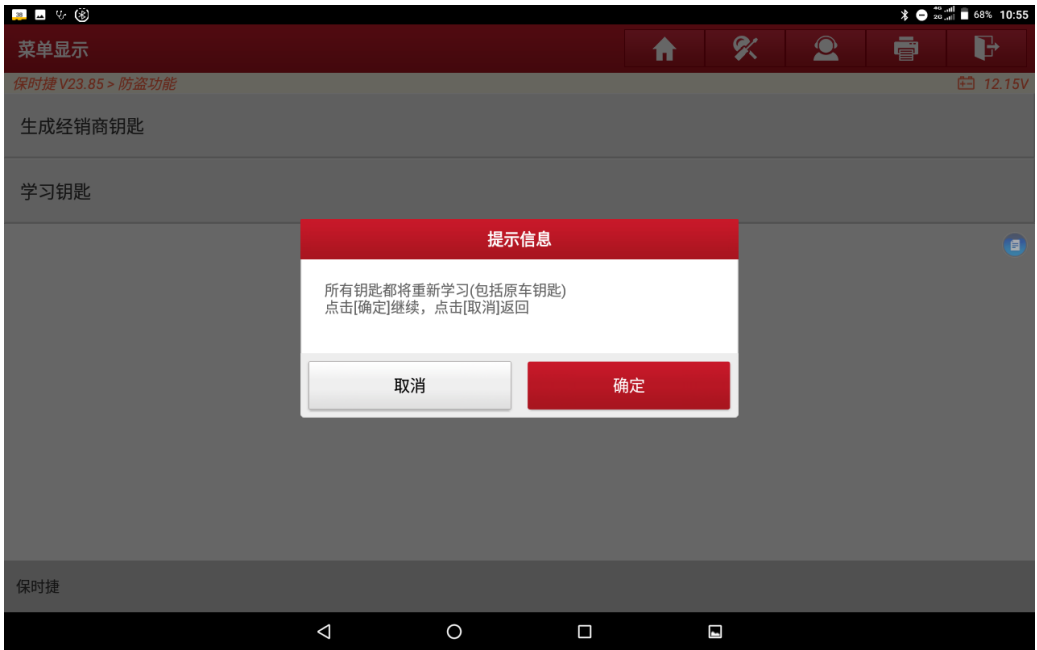 68% 10:55
菜单显示
保时捷 V23.85 > 防盗功能
12.15V
生成经销商钥匙
学习钥匙
提示信息
所有钥匙都将重新学习(包括原车钥匙)
点击[确定]继续，点击[取消]返回
取消
确定
保时捷